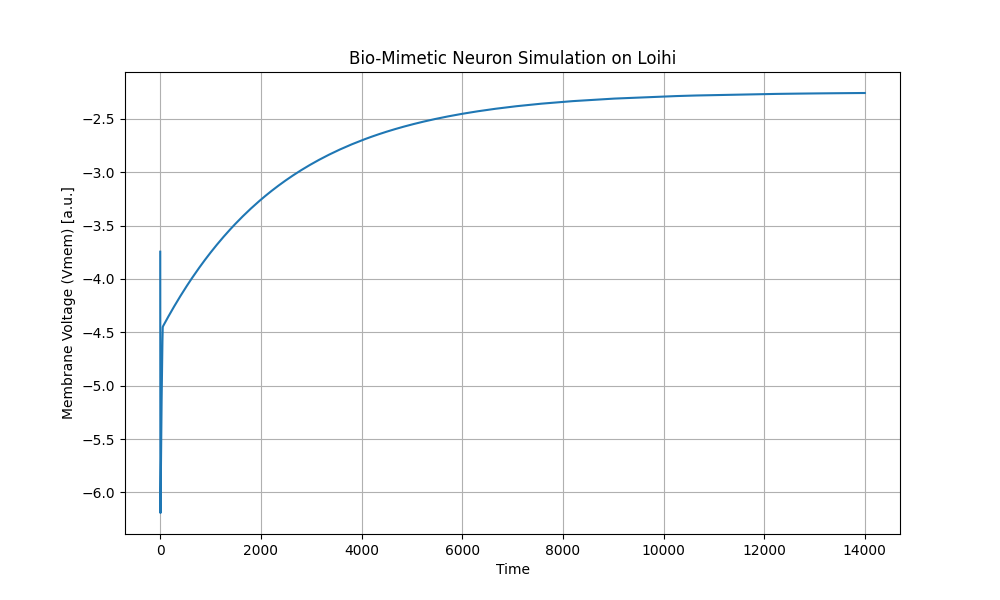 Bio-Mimetic Neuron Simulation on Loihi
Membrane Voltage (Vmem) [a.u.]
−2.5
−3.0
−3.5
−4.0
−4.5
−5.0
−5.5
−6.0
0 2000 4000 6000 8000 10000 12000 14000
Time